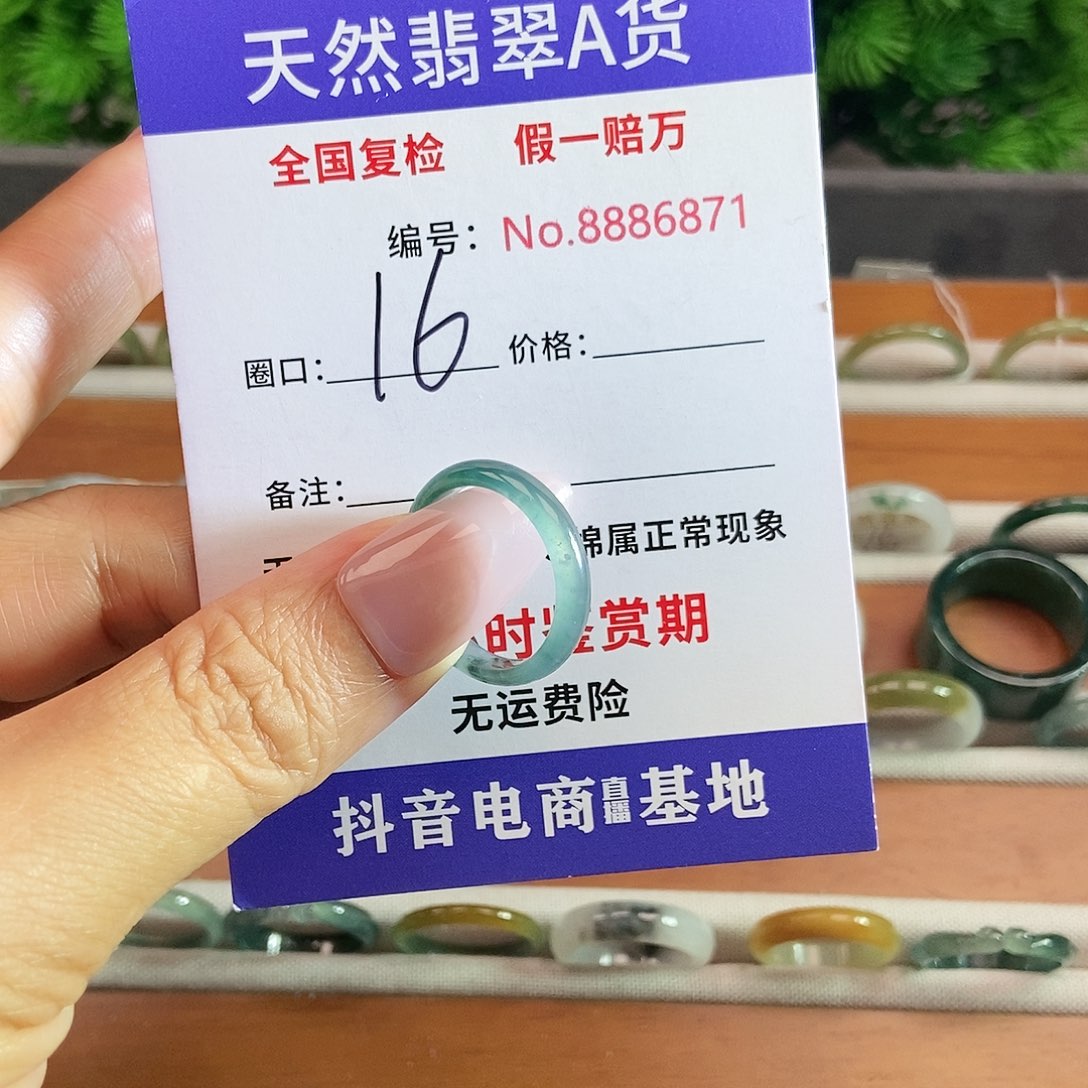 天然翡翠A货
全国复检 假一赔万
编号：No.8886871
圈口：16 价格：
备注：
棉属正常现象
时鉴赏期
无运费险
抖音电商直播基地